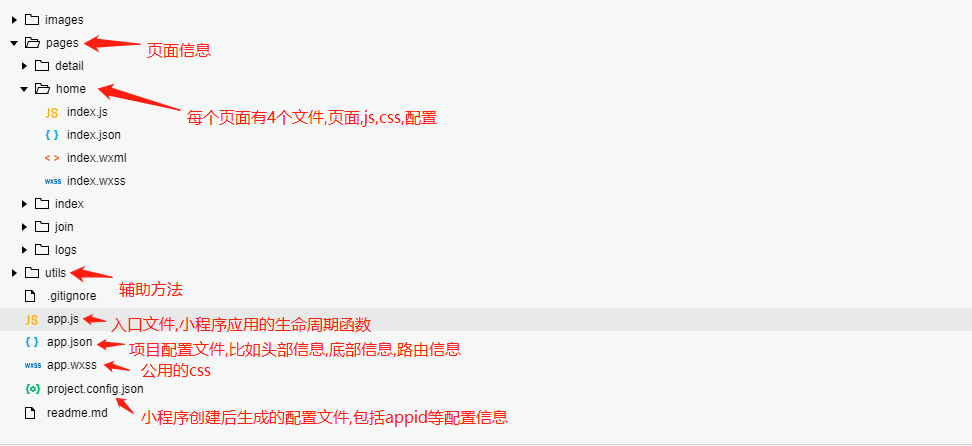 images
pages
页面信息
detail
home
每个页面有4个文件,页面,js,css,配置
JS index.js
{ } index.json
< > index.wxml
wxss index.wxss
index
join
logs
utils
辅助方法
.gitignore
JS app.js
入口文件,小程序应用的生命周期函数
{ } app.json
项目配置文件,比如头部信息,底部信息,路由信息
wxss app.wxss
公用的css
project.config.json
小程序创建后生成的配置文件,包括appid等配置信息
readme.md